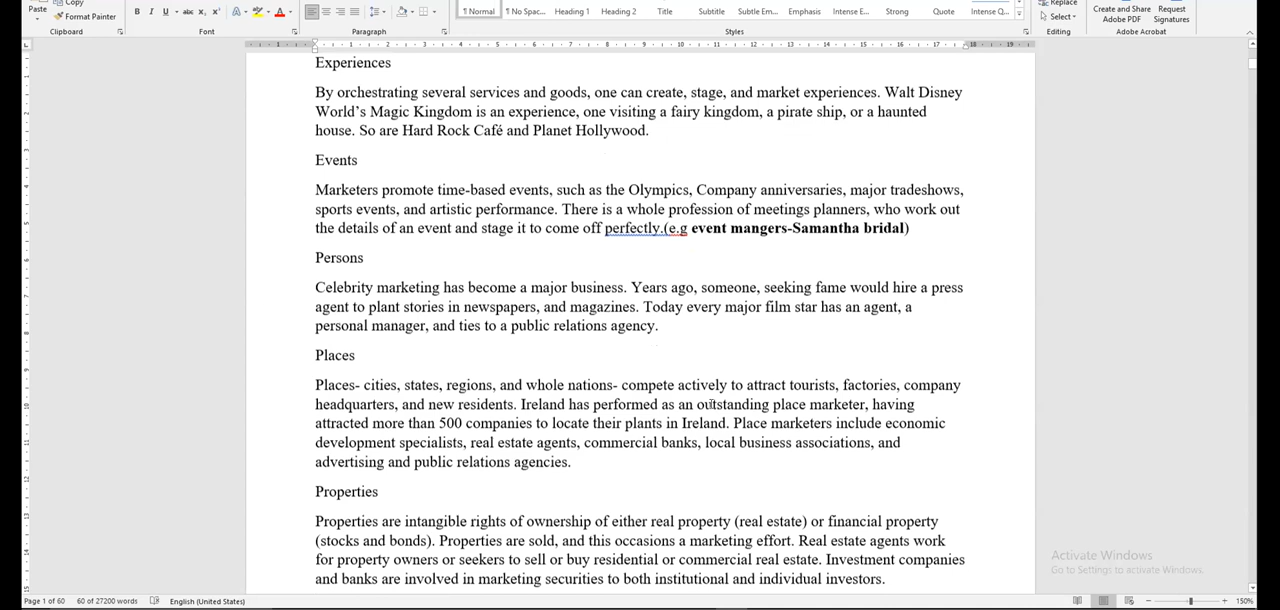 Copy
Replace
Paste
Format Painter
B I U abc x, x'
Normal
No Spac...
Heading 1
Heading 2
Title
Subtitle
Subtle Em...
Emphasis
Intense E...
Strong
Quote
Intense Q...
Select
Create and Share
Adobe PDF
Request
Signatures
Clipboard
Font
Paragraph
Styles
Editing
Adobe Acrobat
Experiences
By orchestrating several services and goods, one can create, stage, and market experiences. Walt Disney
World’s Magic Kingdom is an experience, one visiting a fairy kingdom, a pirate ship, or a haunted
house. So are Hard Rock Café and Planet Hollywood.
Events
Marketers promote time-based events, such as the Olympics, Company anniversaries, major tradeshows,
sports events, and artistic performance. There is a whole profession of meetings planners, who work out
the details of an event and stage it to come off perfectly.(e.g event mangers-Samantha bridal)
Persons
Celebrity marketing has become a major business. Years ago, someone, seeking fame would hire a press
agent to plant stories in newspapers, and magazines. Today every major film star has an agent, a
personal manager, and ties to a public relations agency.
Places
Places- cities, states, regions, and whole nations- compete actively to attract tourists, factories, company
headquarters, and new residents. Ireland has performed as an outstanding place marketer, having
attracted more than 500 companies to locate their plants in Ireland. Place marketers include economic
development specialists, real estate agents, commercial banks, local business associations, and
advertising and public relations agencies.
Properties
Properties are intangible rights of ownership of either real property (real estate) or financial property
(stocks and bonds). Properties are sold, and this occasions a marketing effort. Real estate agents work
for property owners or seekers to sell or buy residential or commercial real estate. Investment companies
and banks are involved in marketing securities to both institutional and individual investors.
Activate Windows
Go to Settings to activate Windows.
Page 1 of 60
60 of 27200 words
English (United States)
150%